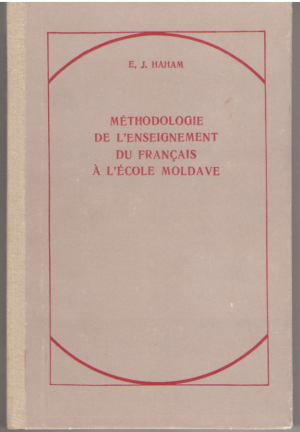 E. J. HAHAM
MÉTHODOLOGIE
DE L'ENSEIGNEMENT
DU FRANÇAIS
À L'ÉCOLE MOLDAVE